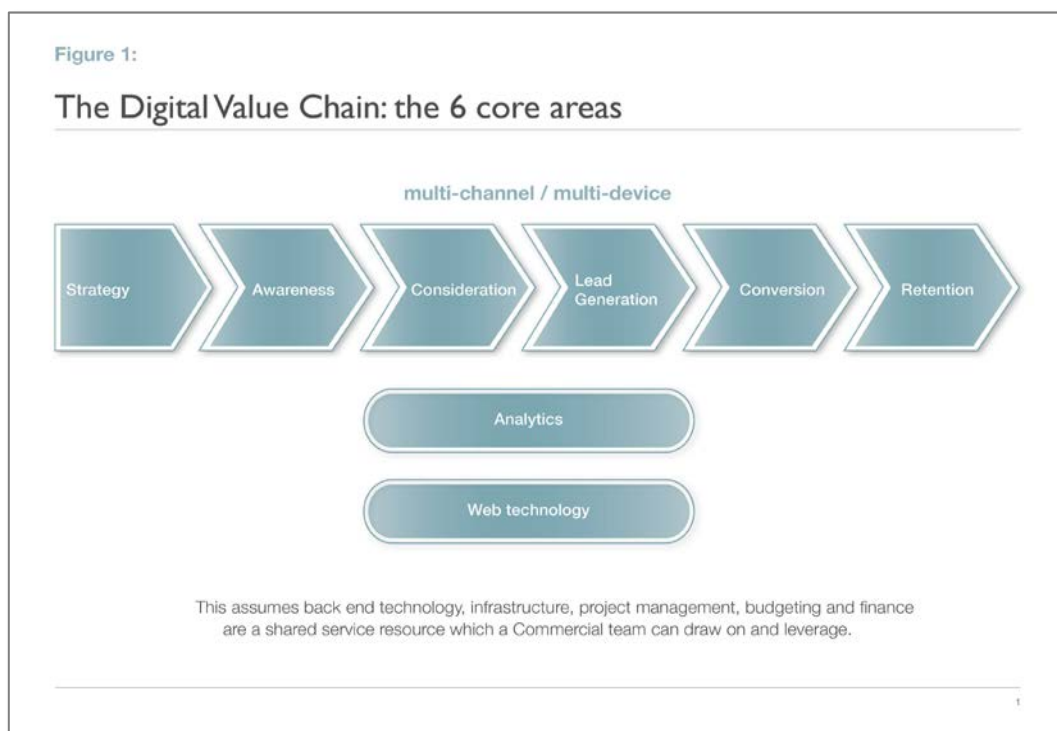 Figure 1:
The Digital Value Chain: the 6 core areas
multi-channel / multi-device
Strategy
Awareness
Consideration
Lead
Generation
Conversion
Retention
Analytics
Web technology
This assumes back end technology, infrastructure, project management, budgeting and finance
are a shared service resource which a Commercial team can draw on and leverage.
1